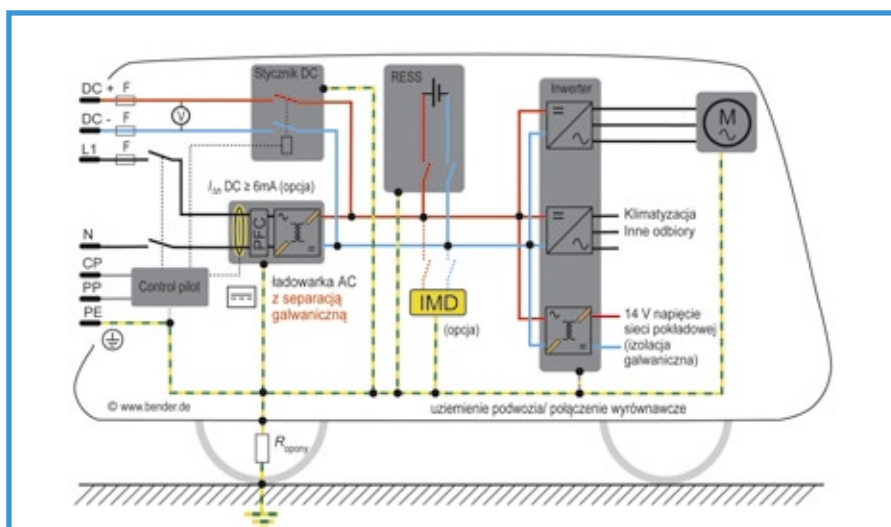 Stycznik DC
RESS
Inverter
DC + F
DC - F
V
L1 F
M
I∆n DC ≥ 6mA (opcja)
PFC
N
CP
PP
PE
Control pilot
ładowarka AC
z separacją
galwaniczną
IMD
(opcja)
Klimatyzacja
Inne odbiory
14 V napięcie
sieci pokładowej
(izolacja
galwaniczna)
© www.bender.de
uziemienie podwozia/ połączenie wyrównawcze
Ropony